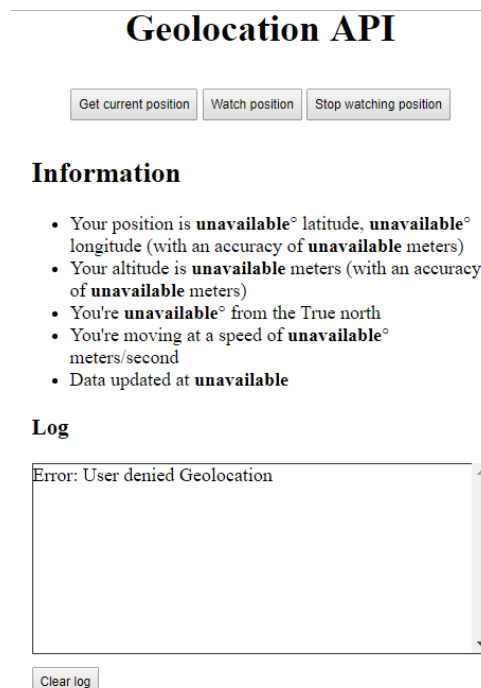 Geolocation API
Get current position Watch position Stop watching position
Information
• Your position is unavailable° latitude, unavailable°
longitude (with an accuracy of unavailable meters)
• Your altitude is unavailable meters (with an accuracy
of unavailable meters)
• You're unavailable° from the True north
• You're moving at a speed of unavailable°
meters/second
• Data updated at unavailable
Log
Error: User denied Geolocation
Clear log